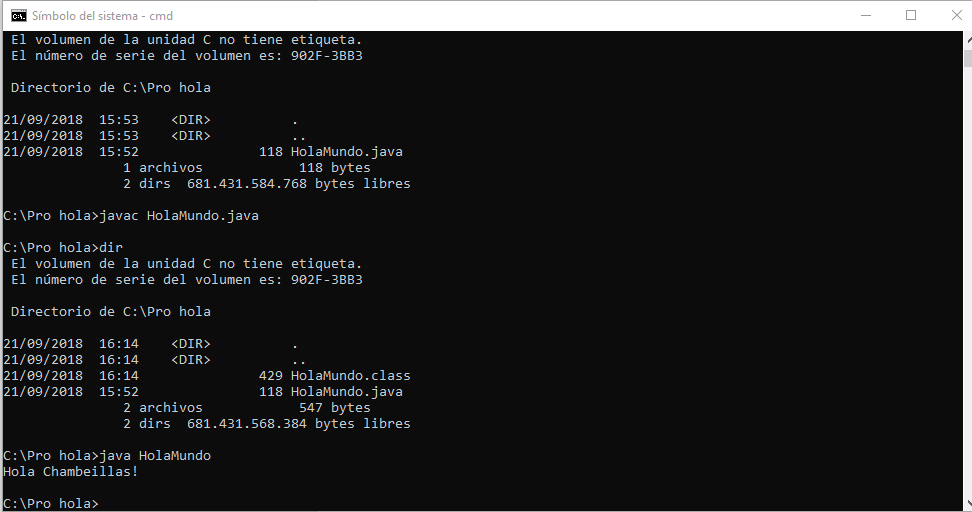 Símbolo del sistema - cmd
El volumen de la unidad C no tiene etiqueta.
El número de serie del volumen es: 902F-3BB3
Directorio de C:\Pro hola
21/09/2018  15:53    <DIR>          .
21/09/2018  15:53    <DIR>          ..
21/09/2018  15:52               118 HolaMundo.java
1 archivos            118 bytes
2 dirs  681.431.584.768 bytes libres
C:\Pro hola>javac HolaMundo.java
C:\Pro hola>dir
El volumen de la unidad C no tiene etiqueta.
El número de serie del volumen es: 902F-3BB3
Directorio de C:\Pro hola
21/09/2018  16:14    <DIR>          .
21/09/2018  16:14    <DIR>          ..
21/09/2018  16:14               429 HolaMundo.class
21/09/2018  15:52               118 HolaMundo.java
2 archivos            547 bytes
2 dirs  681.431.568.384 bytes libres
C:\Pro hola>java HolaMundo
Hola Chambeillas!
C:\Pro hola>